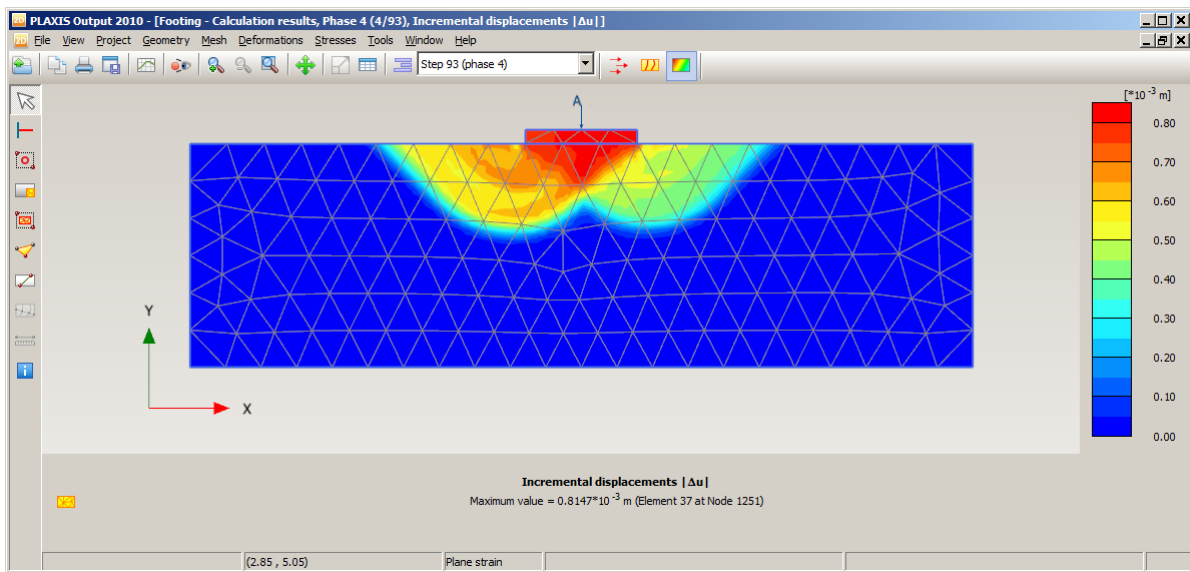 PLAXIS Output 2010 - [Footing - Calculation results, Phase 4 (4/93), Incremental displacements |Δu|]
File View Project Geometry Mesh Deformations Stresses Tools Window Help
Step 93 (phase 4)
[*10 -3 m]
A
0.80
0.70
0.60
0.50
0.40
0.30
0.20
0.10
0.00
Y
X
Incremental displacements |Δu|
Maximum value = 0.8147*10 -3 m (Element 37 at Node 1251)
(2.85 , 5.05) Plane strain